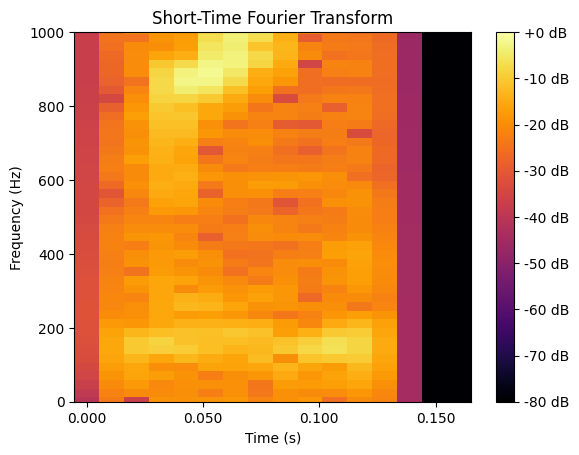 Short-Time Fourier Transform
1000
800
600
400
200
0
Frequency (Hz)
0.000
0.050
0.100
0.150
Time (s)
+0 dB
-10 dB
-20 dB
-30 dB
-40 dB
-50 dB
-60 dB
-70 dB
-80 dB